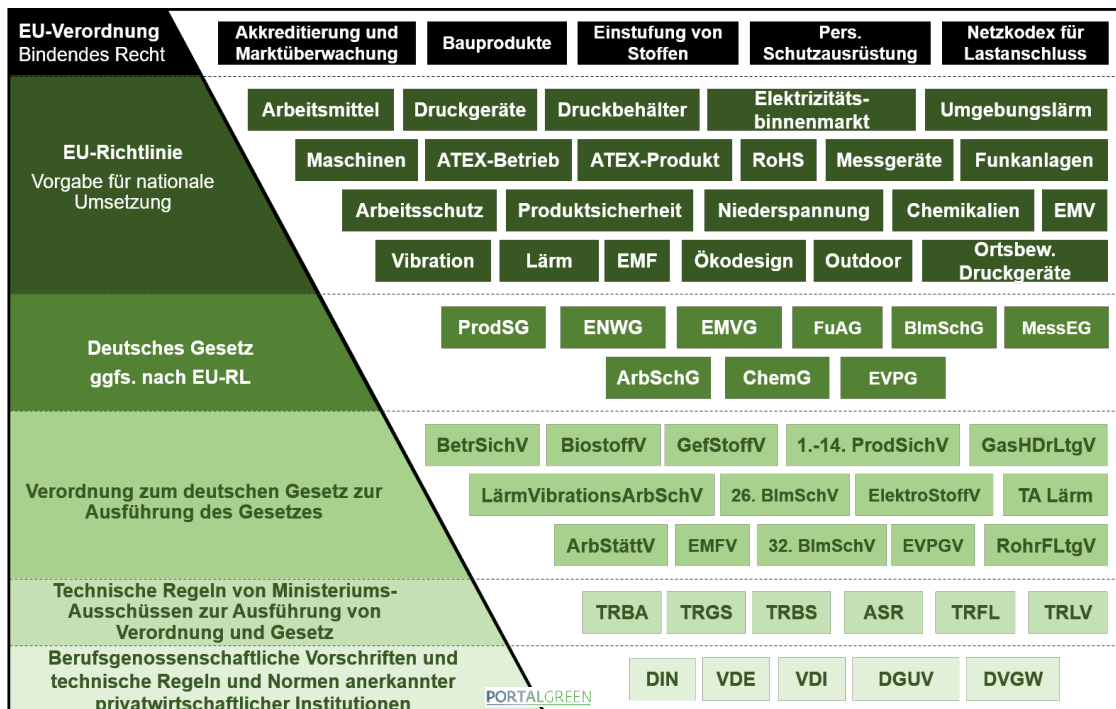 EU-Verordnung
Bindendes Recht
Akkreditierung und
Marktüberwachung
Bauprodukte
Einstufung von
Stoffen
Pers.
Schutzausrüstung
Netzkodex für
Lastanschluss
EU-Richtlinie
Vorgabe für nationale
Umsetzung
Arbeitsmittel
Druckgeräte
Druckbehälter
Elektrizitäts-
binnenmarkt
Umgebungslärm
Maschinen
ATEX-Betrieb
ATEX-Produkt
RoHS
Messgeräte
Funkanlagen
Arbeitsschutz
Produktsicherheit
Niederspannung
Chemikalien
EMV
Vibration
Lärm
EMF
Ökodesign
Outdoor
Ortsbew.
Druckgeräte
Deutsches Gesetz
ggfs. nach EU-RL
ProdSG
ENWG
EMVG
FuAG
BImSchG
MessEG
ArbSchG
ChemG
EVPG
Verordnung zum deutschen Gesetz zur
Ausführung des Gesetzes
BetrSichV
BiostoffV
GefStoffV
1.-14. ProdSichV
GasHDrLtgV
LärmVibrationsArbSchV
26. BImSchV
ElektroStoffV
TA Lärm
ArbStättV
EMFV
32. BImSchV
EVPGV
RohrFLtgV
Technische Regeln von Ministeriums-
Ausschüssen zur Ausführung von
Verordnung und Gesetz
TRBA
TRGS
TRBS
ASR
TRFL
TRLV
Berufsgenossenschaftliche Vorschriften und
technische Regeln und Normen anerkannter
privatwirtschaftlicher Institutionen
PORTALGREEN
DIN
VDE
VDI
DGUV
DVGW